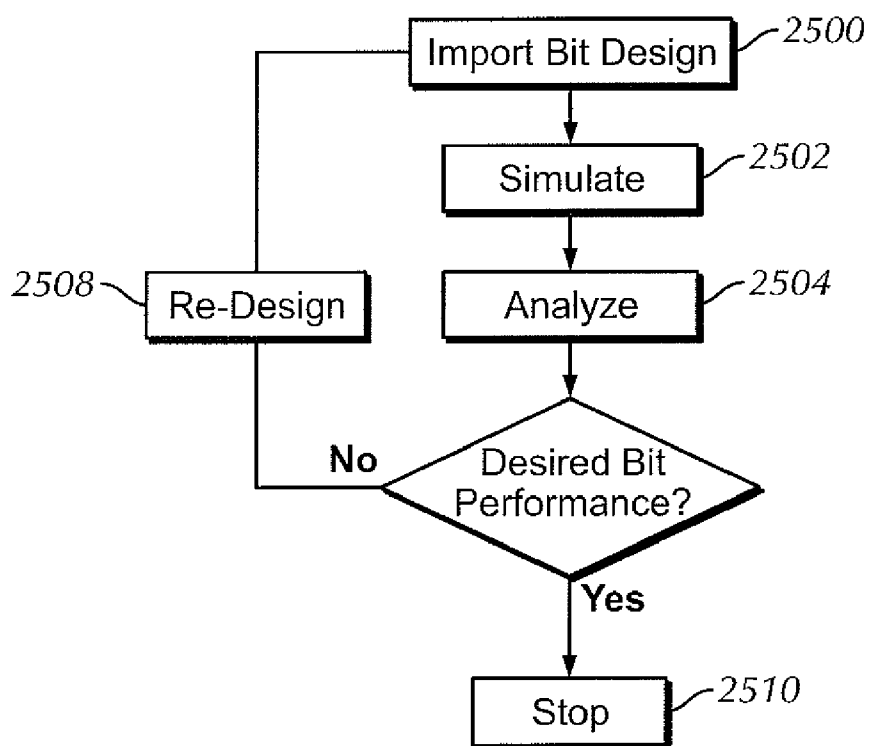 Import Bit Design
2500
Simulate
2502
2508
Re-Design
Analyze
2504
No
Desired Bit
Performance?
Yes
Stop
2510